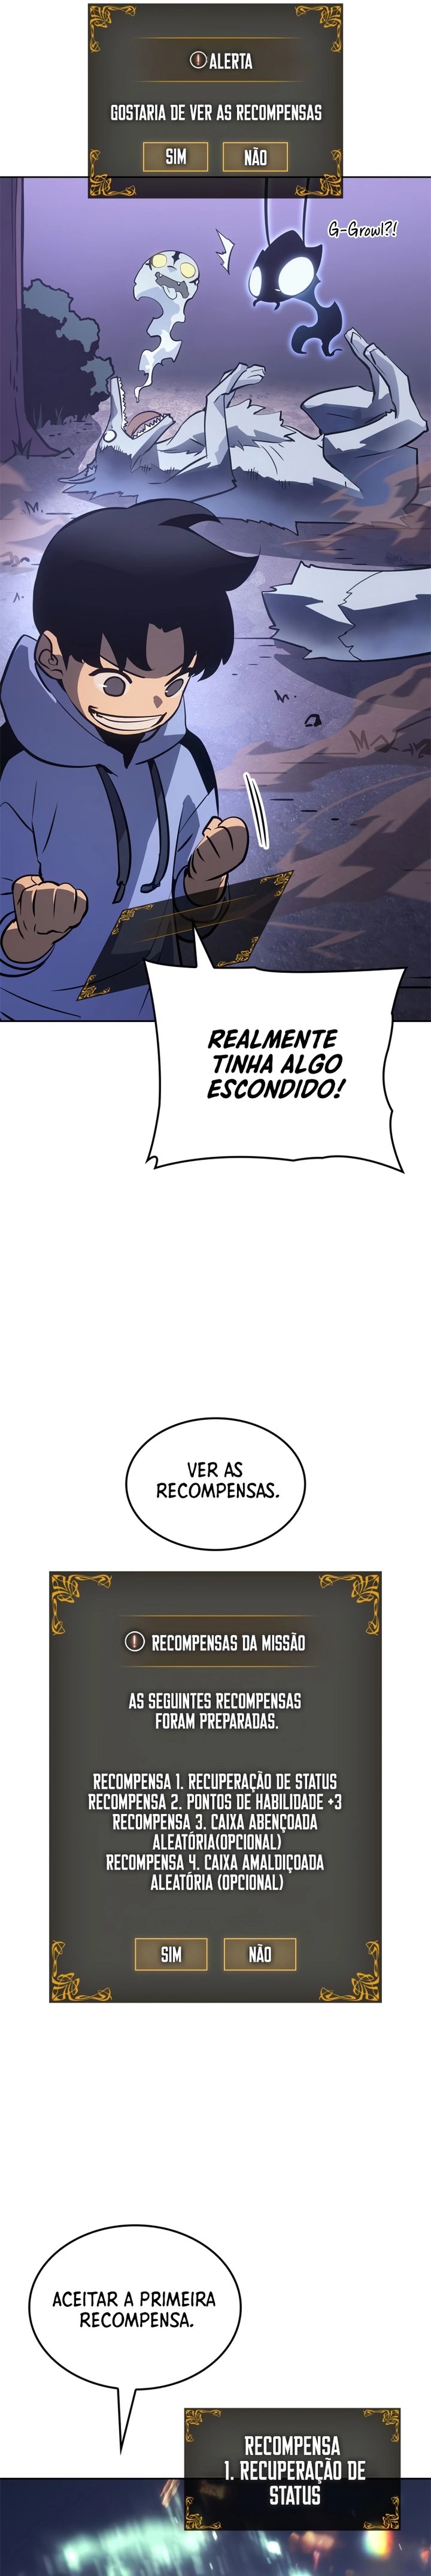 ALERTA
GOSTARIA DE VER AS RECOMPENSAS
SIM
NÃO
G-Growl?!
REALMENTE
TINHA ALGO
ESCONDIDO!
VER AS
RECOMPENSAS.
RECOMPENSAS DA MISSÃO
AS SEGUINTES RECOMPENSAS
FORAM PREPARADAS.
RECOMPENSA 1. RECUPERAÇÃO DE STATUS
RECOMPENSA 2. PONTOS DE HABILIDADE +3
RECOMPENSA 3. CAIXA ABENÇOADA
ALEATÓRIA(OPCIONAL)
RECOMPENSA 4. CAIXA AMALDIÇOADA
ALEATÓRIA (OPCIONAL)
SIM
NÃO
ACEITAR A PRIMEIRA
RECOMPENSA.
RECOMPENSA
1. RECUPERAÇÃO DE
STATUS